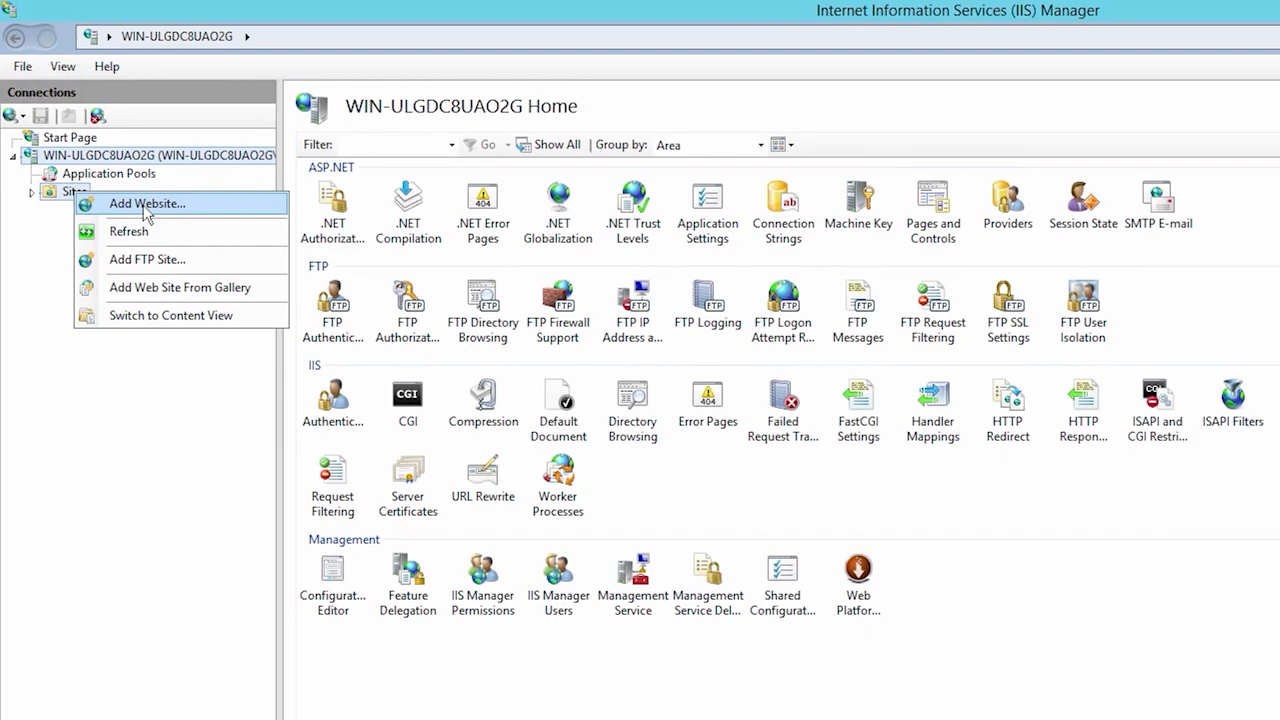 Internet Information Services (IIS) Manager
WIN-ULGDC8UAO2G
File View Help
Connections
WIN-ULGDC8UAO2G Home
Filter: Go Show All Group by: Area
Start Page
WIN-ULGDC8UAO2G (WIN-ULGDC8UAO2G\
Application Pools
Add Website...
Refresh
Add FTP Site...
Add Web Site From Gallery
Switch to Content View
ASP.NET
.NET Authorizat...
.NET Compilation
.NET Error Pages
.NET Globalization
.NET Trust Levels
Application Settings
Connection Strings
Machine Key
Pages and Controls
Providers
Session State
SMTP E-mail
FTP
FTP Authentic...
FTP Authorizat...
FTP Directory Browsing
FTP Firewall Support
FTP IP Address a...
FTP Logging
FTP Logon Attempt R...
FTP Messages
FTP Request Filtering
FTP SSL Settings
FTP User Isolation
IIS
Authentic...
CGI
Compression
Default Document
Directory Browsing
Error Pages
Failed Request Tra...
FastCGI Settings
Handler Mappings
HTTP Redirect
HTTP Respon...
ISAPI and CGI Restri...
ISAPI Filters
Request Filtering
Server Certificates
URL Rewrite
Worker Processes
Management
Configurat... Editor
Feature Delegation
IIS Manager Permissions
IIS Manager Users
Management Service
Management Service Del...
Shared Configurat...
Web Platfor...